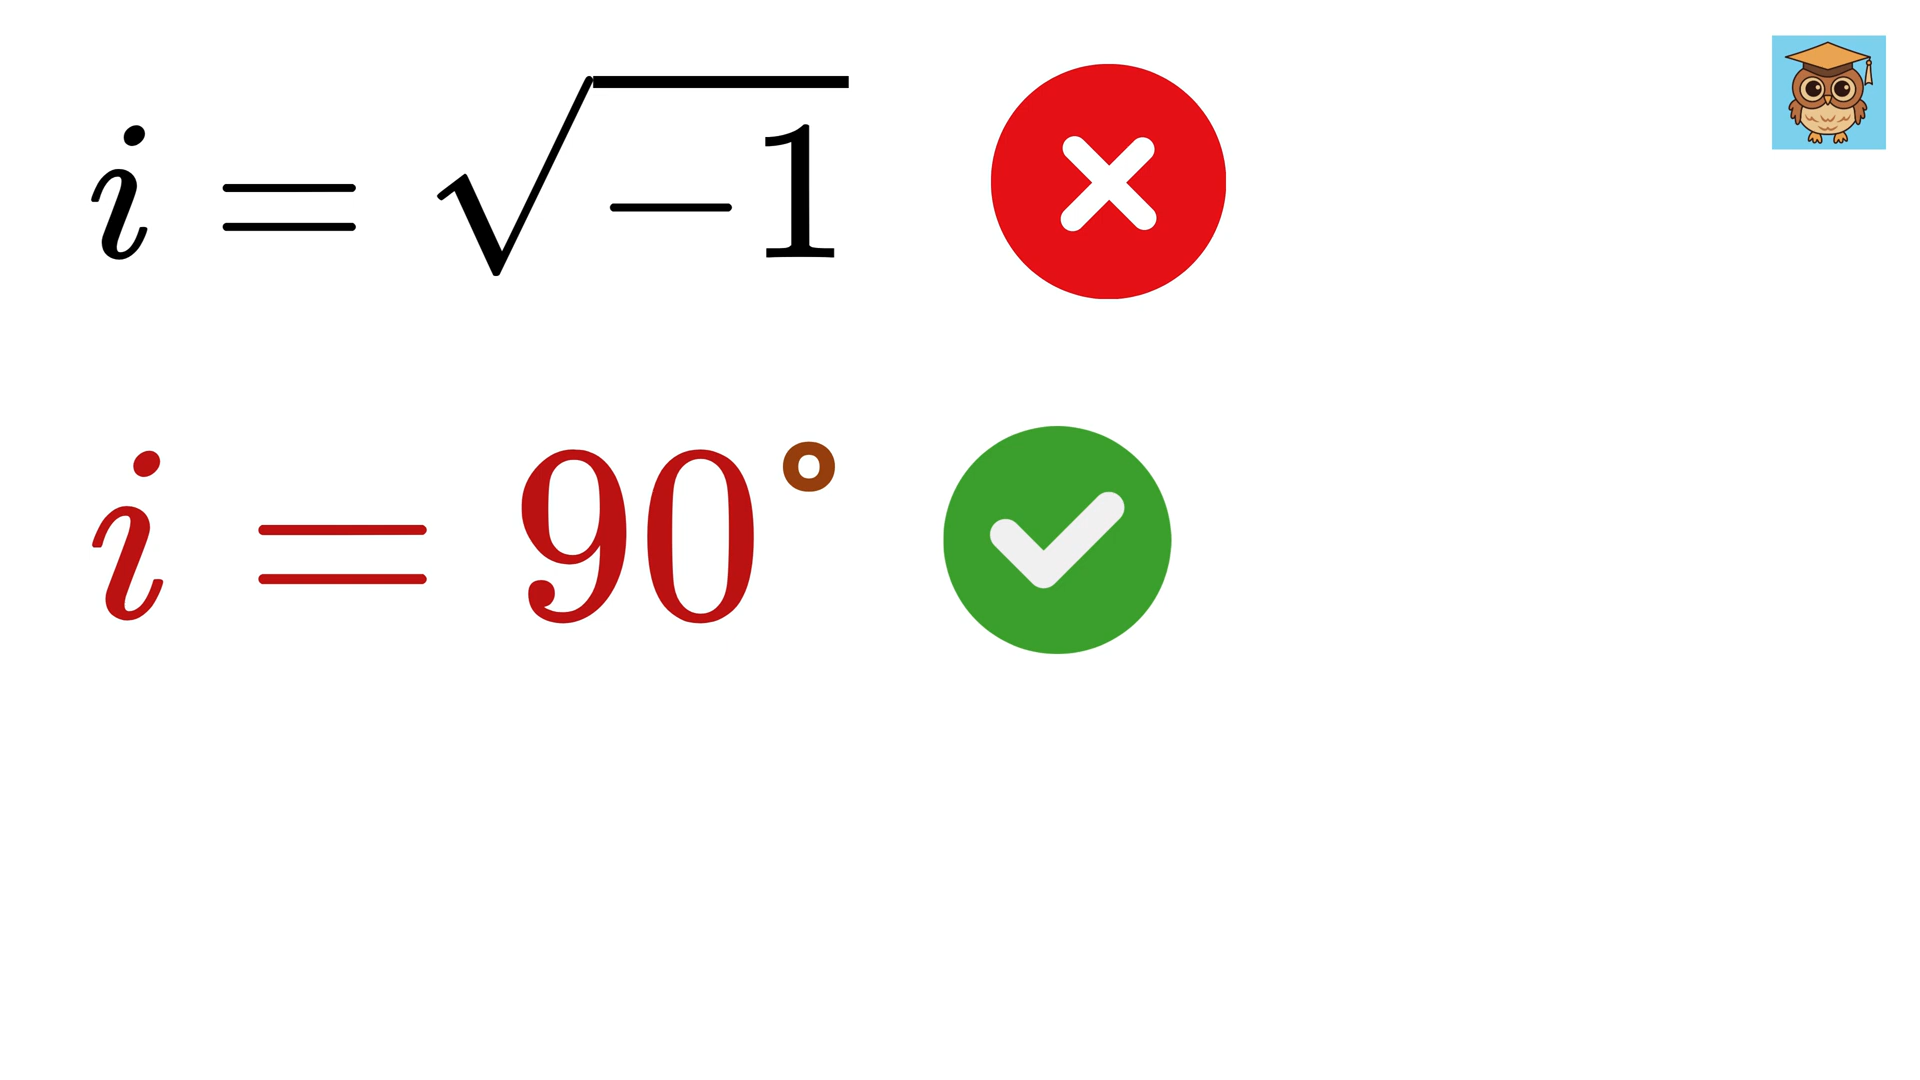 i = √−1
i = 90°